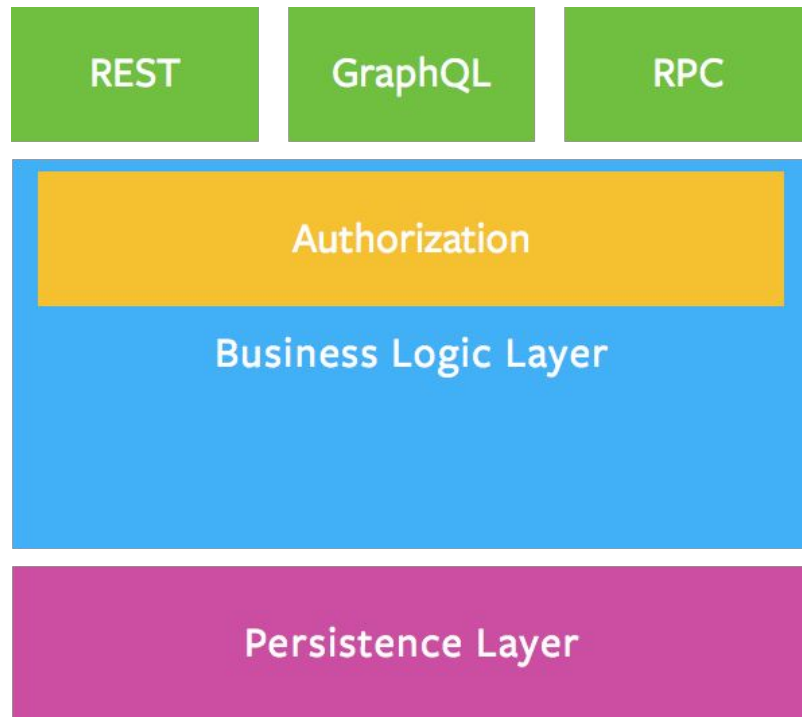 REST
GraphQL
RPC
Authorization
Business Logic Layer
Persistence Layer